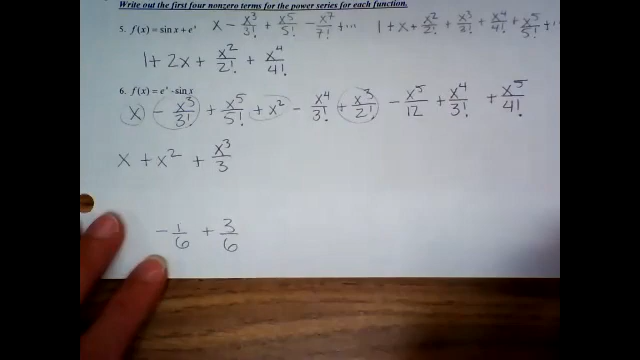 Write out the first four nonzero terms for the power series for each function.
5. f(x) = sin x + eˣ x - x³/3! + x⁵/5! - x⁷/7! + ... 1 + x + x²/2! + x³/3! + x⁴/4! + x⁵/5! + ...
1 + 2x + x²/2! + x⁴/4!
6. f(x) = eˣ · sin x
x - x³/3! + x⁵/5! + x² - x⁴/3! + x³/2! - x⁵/12 + x⁴/3! + x⁵/4!
x + x² + x³/3
- 1/6 + 3/6